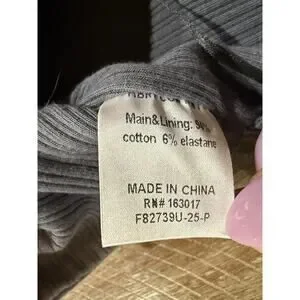 Main&Lining:
cotton 6% elastane
MADE IN CHINA
RN# 163017
F82739U-25-P